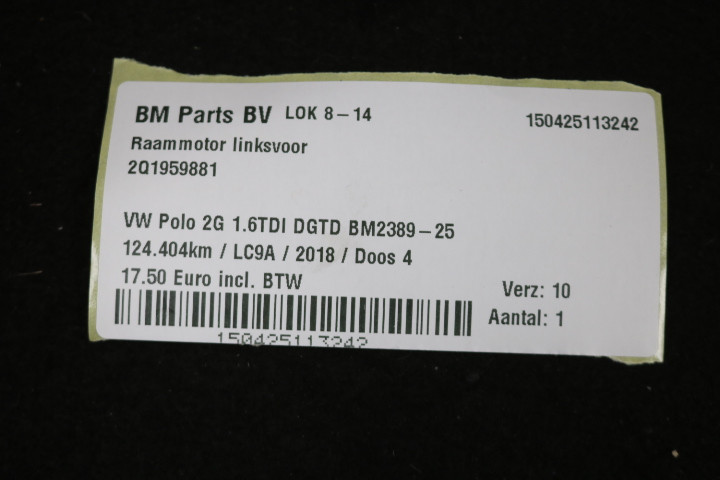 BM Parts BV LOK 8-14 150425113242
Raammotor linksvoor
2Q1959881
VW Polo 2G 1.6TDI DGTD BM2389-25
124.404km / LC9A / 2018 / Doos 4
17.50 Euro incl. BTW
Verz: 10
Aantal: 1
150425113242